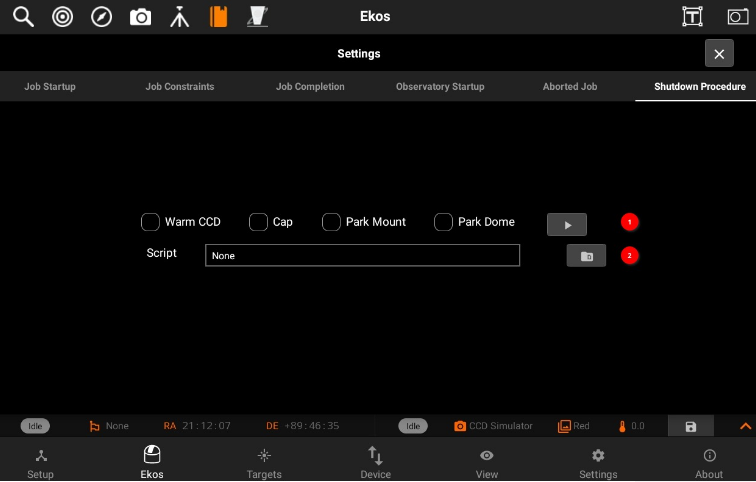 Ekos
Settings
Job Startup Job Constraints Job Completion Observatory Startup Aborted Job Shutdown Procedure
Warm CCD Cap Park Mount Park Dome 1
Script None 2
Idle None RA 21:12:07 DE +89:46:35 Idle CCD Simulator Red 0.0
Setup Ekos Targets Device View Settings About